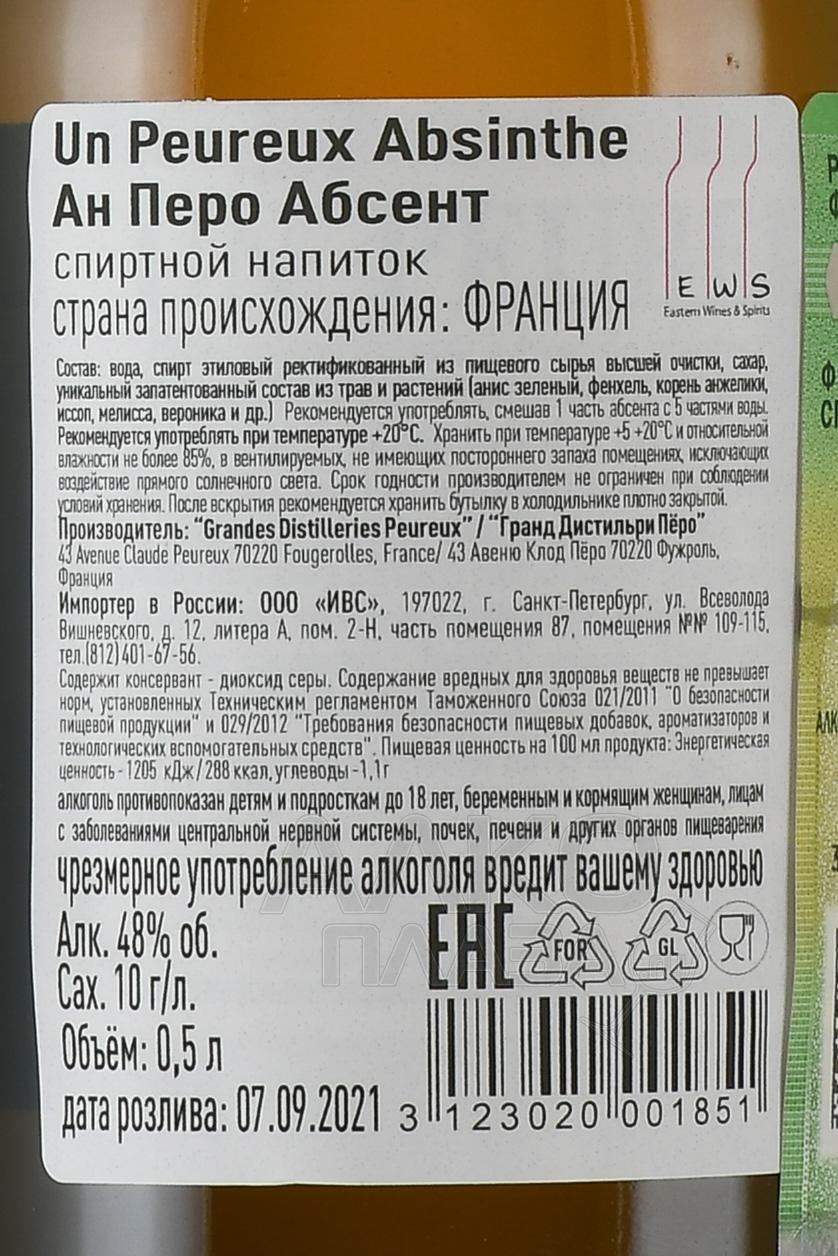 Un Peureux Absinthe
Ан Перо Абсент
спиртной напиток
страна происхождения: ФРАНЦИЯ
E W S
Eastern Wines & Spirits
Состав: вода, спирт этиловый ректификованный из пищевого сырья высшей очистки, сахар,
уникальный запатентованный состав из трав и растений (анис зеленый, фенхель, корень анжелики,
иссоп, мелисса, вероника и др.) Рекомендуется употреблять, смешав 1 часть абсента с 5 частями воды.
Рекомендуется употреблять при температуре +20°С. Хранить при температуре +5 +20°С и относительной
влажности не более 85%, в вентилируемых, не имеющих постороннего запаха помещениях, исключающих
воздействие прямого солнечного света. Срок годности производителем не ограничен при соблюдении
условий хранения. После вскрытия рекомендуется хранить бутылку в холодильнике плотно закрытой.
Производитель: "Grandes Distilleries Peureux" / "Гранд Дистильри Пёро"
43 Avenue Claude Peureux 70220 Fougerolles, France/ 43 Авеню Клод Пёро 70220 Фужроль,
Франция
Импортер в России: ООО «ИВС», 197022, г. Санкт-Петербург, ул. Всеволода
Вишневского, д. 12, литера А, пом. 2-Н, часть помещения 87, помещения №№ 109-115,
тел.(812)401-67-56.
Содержит консервант - диоксид серы. Содержание вредных для здоровья веществ не превышает
норм, установленных Техническим регламентом Таможенного Союза 021/2011 "О безопасности
пищевой продукции" и 029/2012 "Требования безопасности пищевых добавок, ароматизаторов и
технологических вспомогательных средств". Пищевая ценность на 100 мл продукта: Энергетическая
ценность - 1205 кДж/ 288 ккал, углеводы -1,1г
алкоголь противопоказан детям и подросткам до 18 лет, беременным и кормящим женщинам, лицам
с заболеваниями центральной нервной системы, почек, печени и других органов пищеварения
чрезмерное употребление алкоголя вредит вашему здоровью
Алк. 48% об.
EAC FOR GL
Сах. 10 г/л.
Объём: 0,5 л
дата розлива: 07.09.2021
3 123020 001851